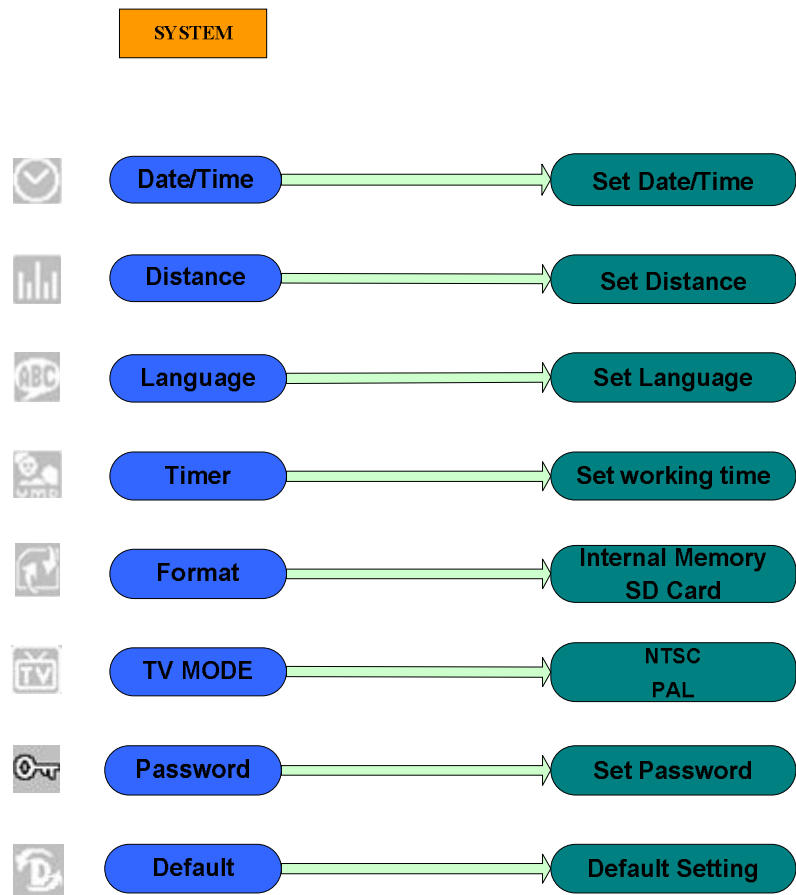 SYSTEM
Date/Time
Set Date/Time
Distance
Set Distance
ABC
Language
Set Language
Timer
Set working time
Format
Internal Memory
SD Card
TV
TV MODE
NTSC
PAL
Password
Set Password
D
Default
Default Setting